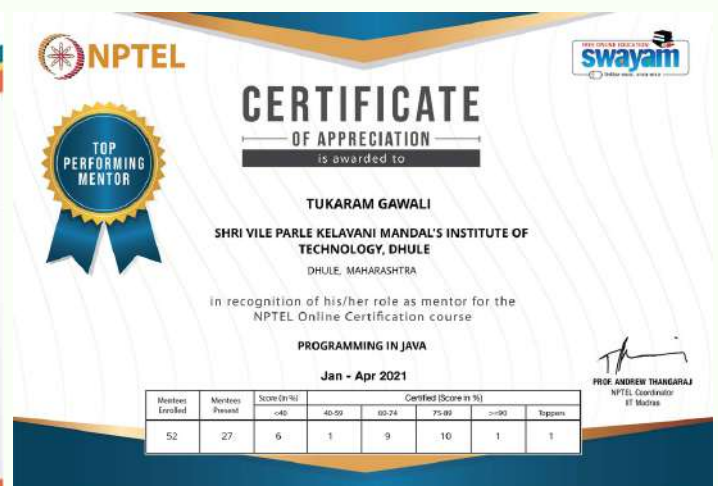 NPTEL
FREE ONLINE EDUCATION
swayam
CERTIFICATE
OF APPRECIATION
is awarded to
TOP
PERFORMING
MENTOR
TUKARAM GAWALI
SHRI VILE PARLE KELAVANI MANDAL'S INSTITUTE OF
TECHNOLOGY, DHULE
DHULE, MAHARASHTRA
in recognition of his/her role as mentor for the
NPTEL Online Certification course
PROGRAMMING IN JAVA
Jan - Apr 2021
PROF. ANDREW THANGARAJ
NPTEL Coordinator
IIT Madras
Mentees Mentees Score (in %) Certified (Score in %)
Enrolled Present <40 40-59 60-74 75-89 >=90 Toppers
52 27 6 1 9 10 1 1